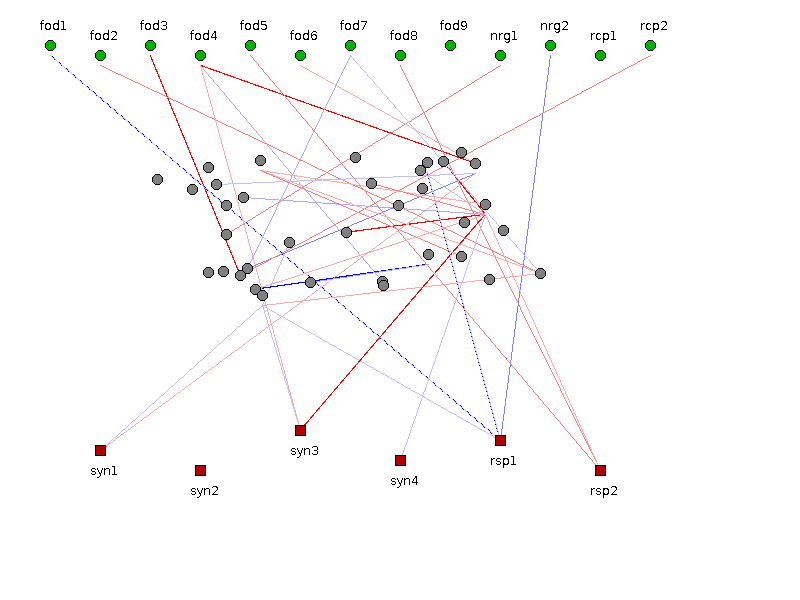 fod1
fod2
fod3
fod4
fod5
fod6
fod7
fod8
fod9
nrg1
nrg2
rcp1
rcp2
syn1
syn2
syn3
syn4
rsp1
rsp2